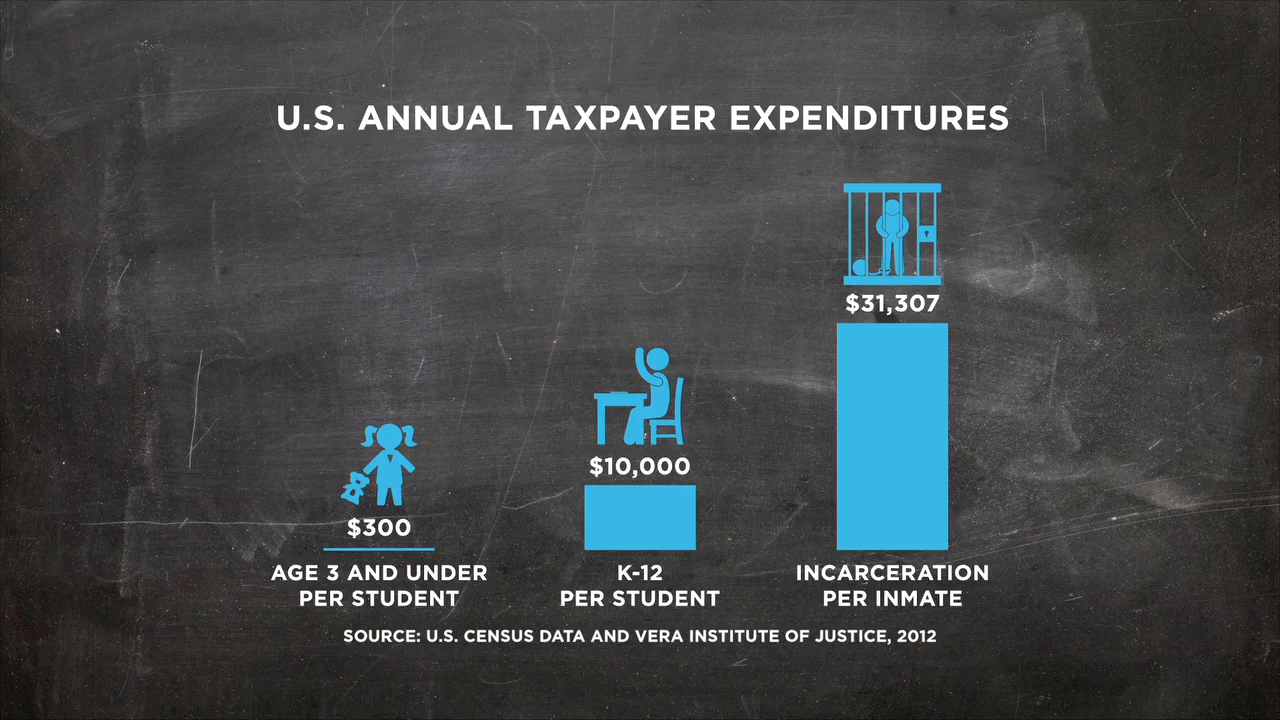 U.S. ANNUAL TAXPAYER EXPENDITURES
$31,307
$10,000
$300
AGE 3 AND UNDER
PER STUDENT
K-12
PER STUDENT
INCARCERATION
PER INMATE
SOURCE: U.S. CENSUS DATA AND VERA INSTITUTE OF JUSTICE, 2012